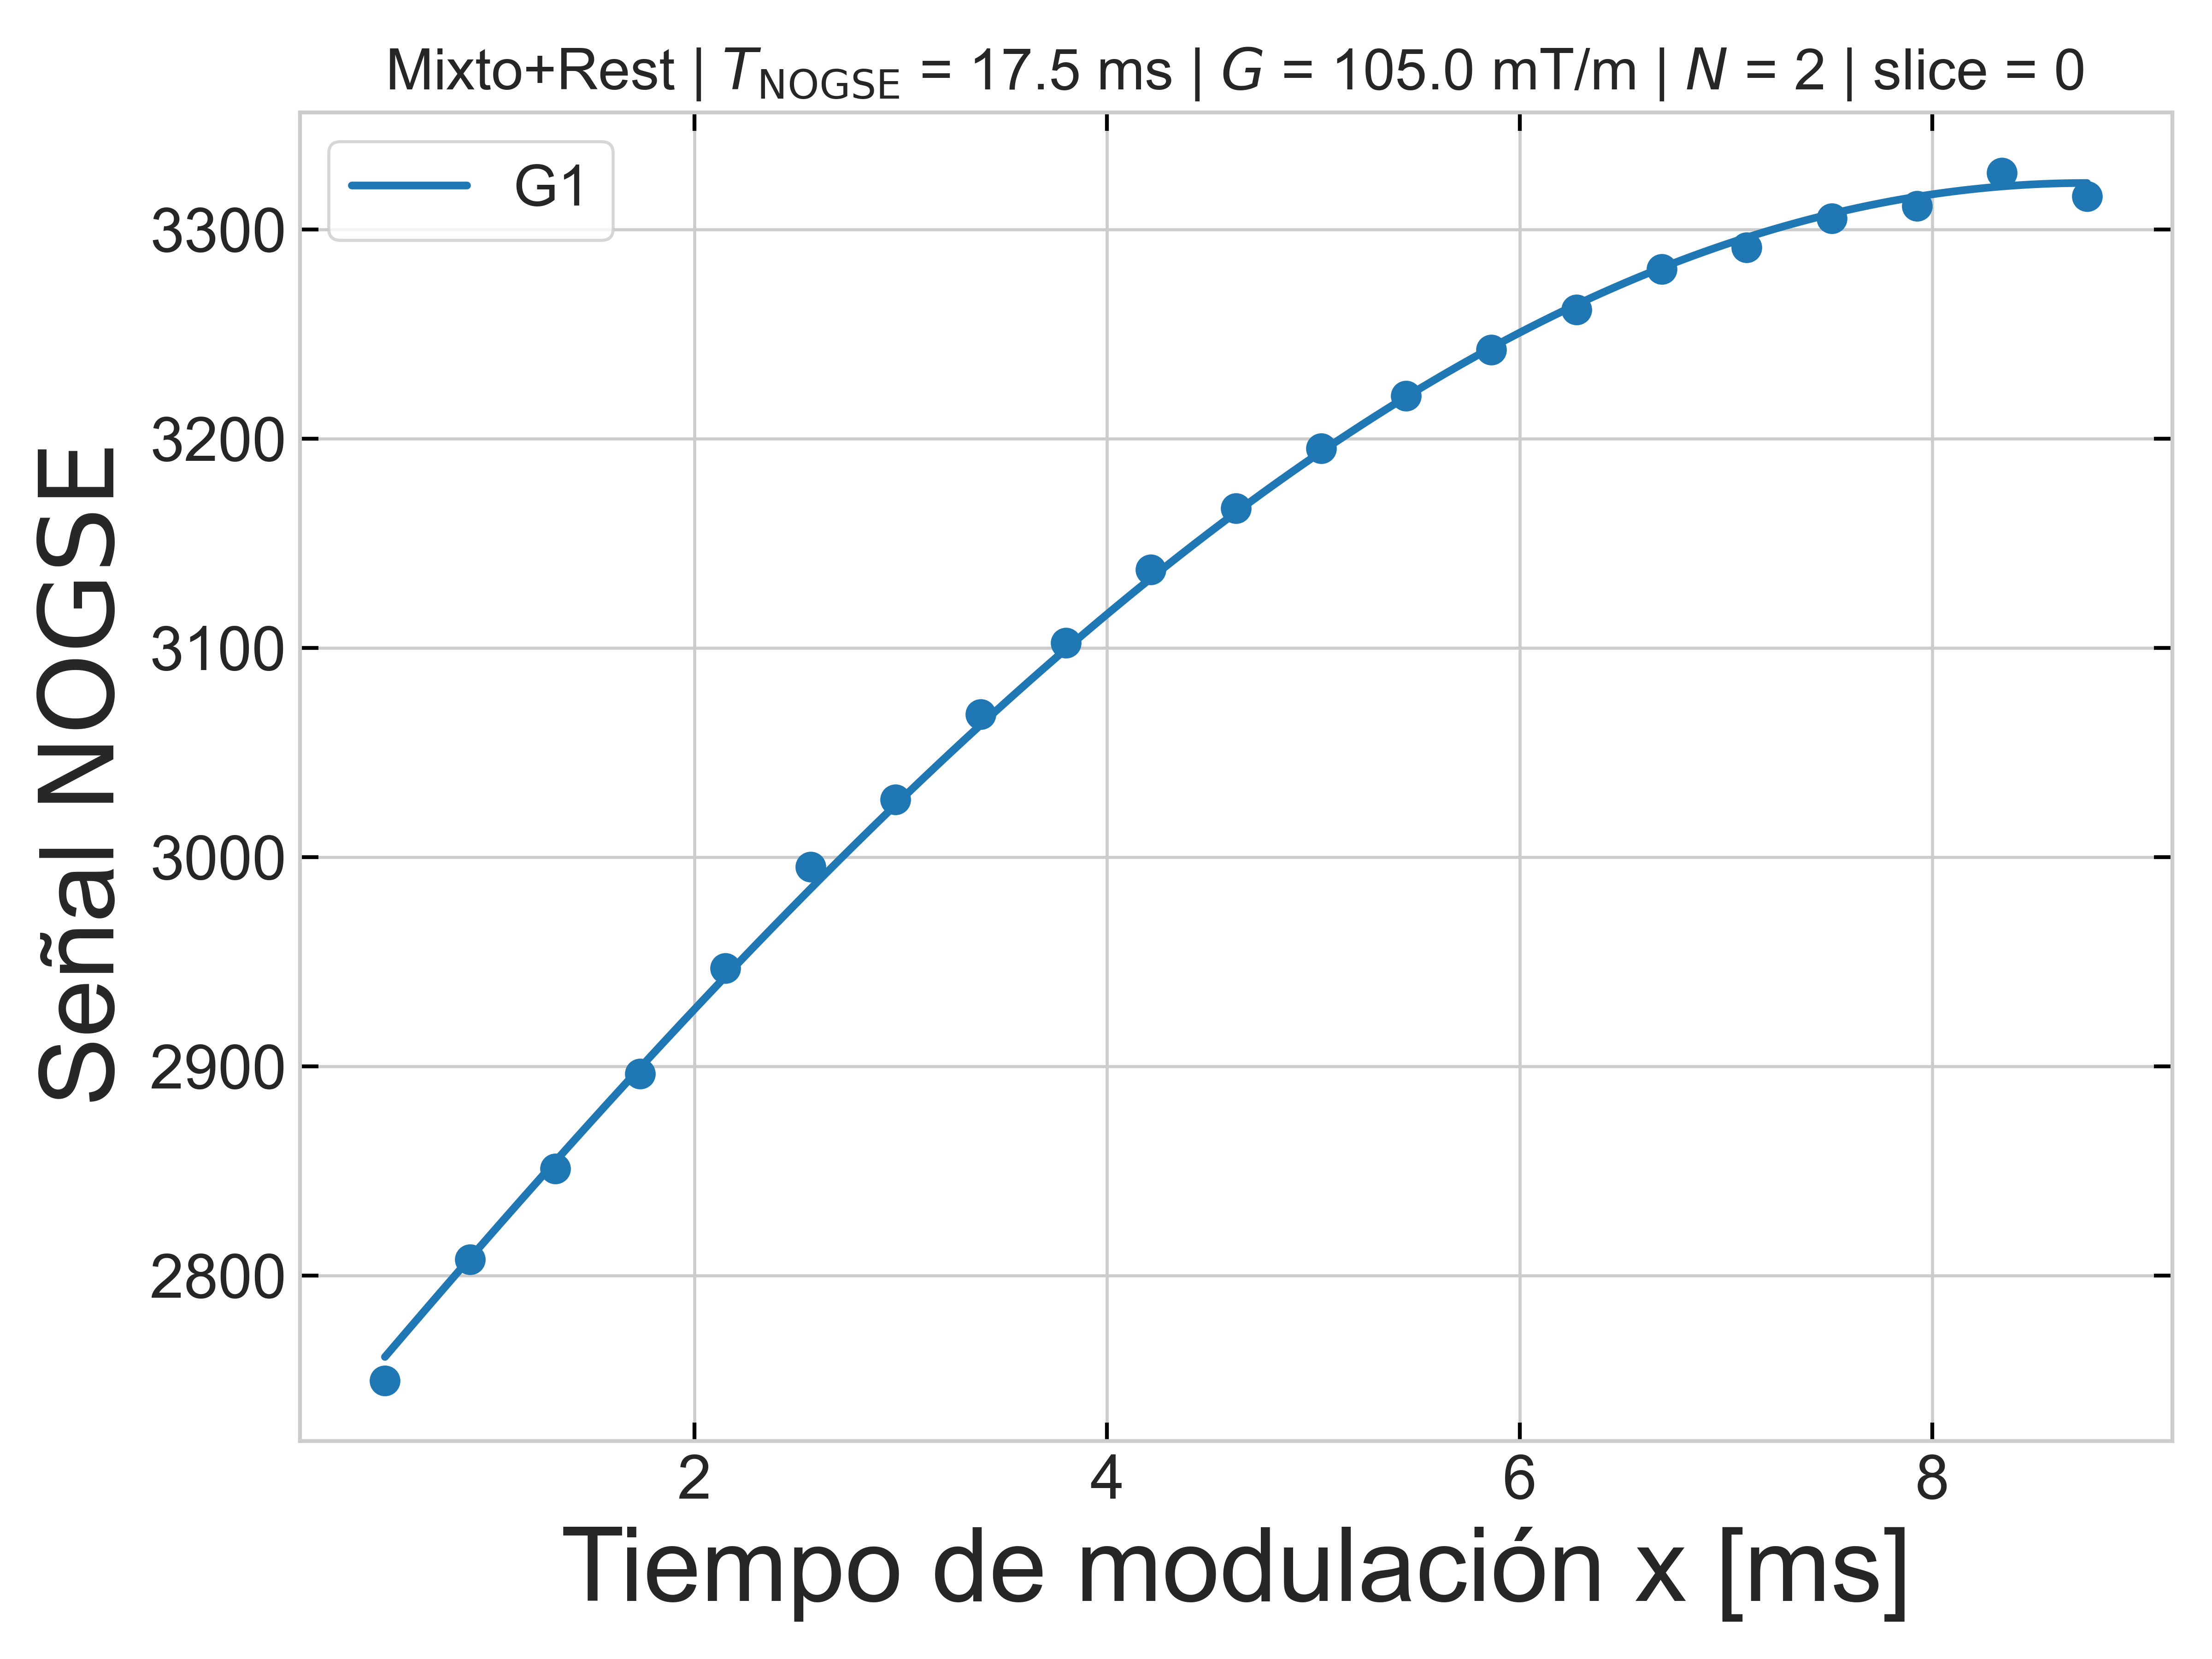 Mixto+Rest | T_NOGSE = 17.5 ms | G = 105.0 mT/m | N = 2 | slice = 0
G1
3300
3200
3100
3000
2900
2800
Señal NOGSE
2 4 6 8
Tiempo de modulación x [ms]